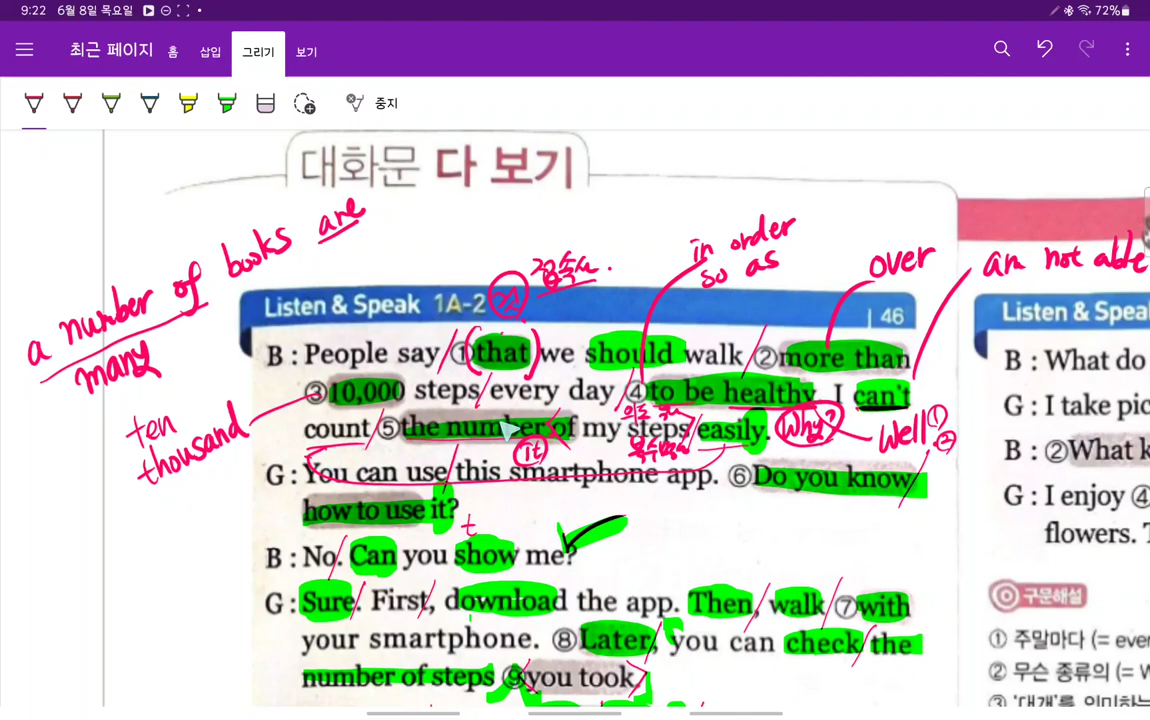 9:22 6월 8일 목요일 72%
최근 페이지 홈 삽입 그리기 보기
중지
대화문 다 보기
a number of books are
many
in order
so as
over
am not able
접속사.
Listen & Speak 1A-2 46
B : People say ①that we should walk ②more than
③10,000 steps every day ④to be healthy. I can't
count ⑤the number of my steps easily. Why? Well
ten
thousand
it
G : You can use this smartphone app. ⑥Do you know
how to use it?
B : No. Can you show me?
G : Sure. First, download the app. Then, walk ⑦with
your smartphone. ⑧Later, you can check the
number of steps ⑨you took.
Listen & Spea
B : What do
G : I take pic
B : ②What k
G : I enjoy ④
flowers. T
구문해설
① 주말마다 (= ever
② 무슨 종류의 (= W
③ '대개'를 의미하는